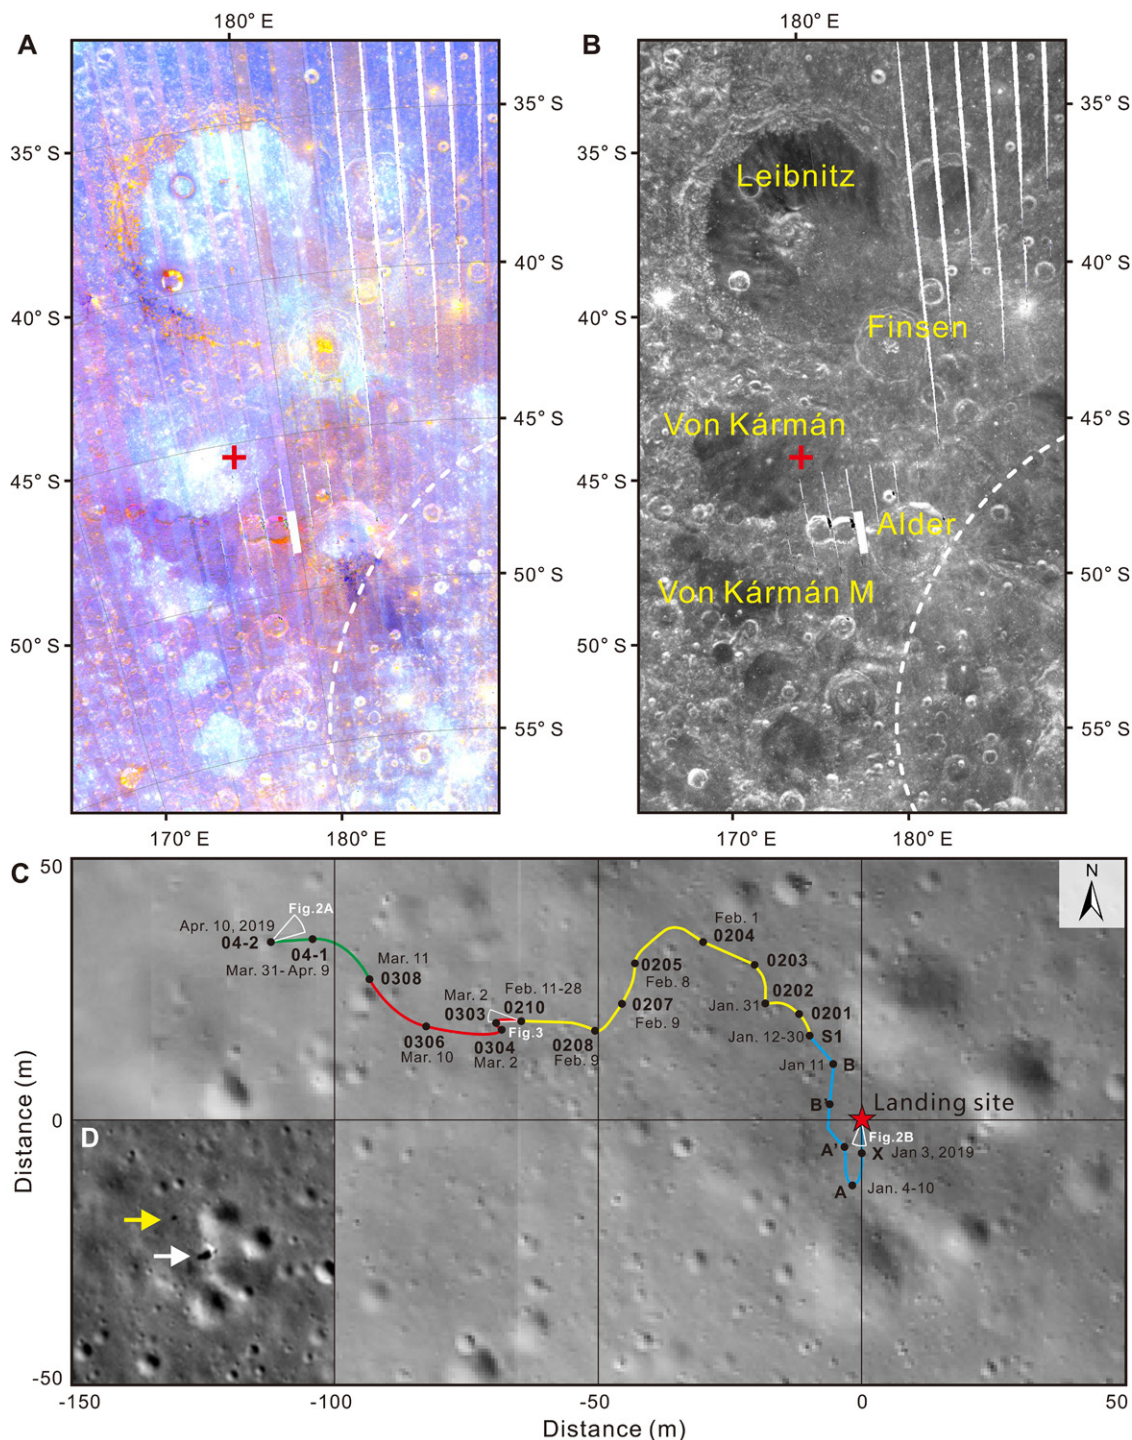 180° E
180° E
A
B
35° S
35° S
35° S
35° S
Leibnitz
40° S
40° S
40° S
40° S
Finsen
45° S
45° S
Von Kármán
45° S
45° S
Alder
50° S
50° S
Von Kármán M
50° S
50° S
55° S
55° S
170° E
180° E
170° E
180° E
C
50
0
-50
Distance (m)
N
Fig.2A
Apr. 10, 2019
04-2
04-1
Mar. 31- Apr. 9
Mar. 11
0308
Mar. 2
0303
Feb. 11-28
0210
Fig.3
0306
Mar. 10
0304
Mar. 2
0208
Feb. 9
0205
Feb. 8
0207
Feb. 9
Feb. 1
0204
0203
0202
Jan. 31
0201
Jan. 12-30
S1
Jan 11
B
B'
Landing site
Fig.2B
A'
X
Jan 3, 2019
A
Jan. 4-10
D
-150
-100
-50
0
50
Distance (m)